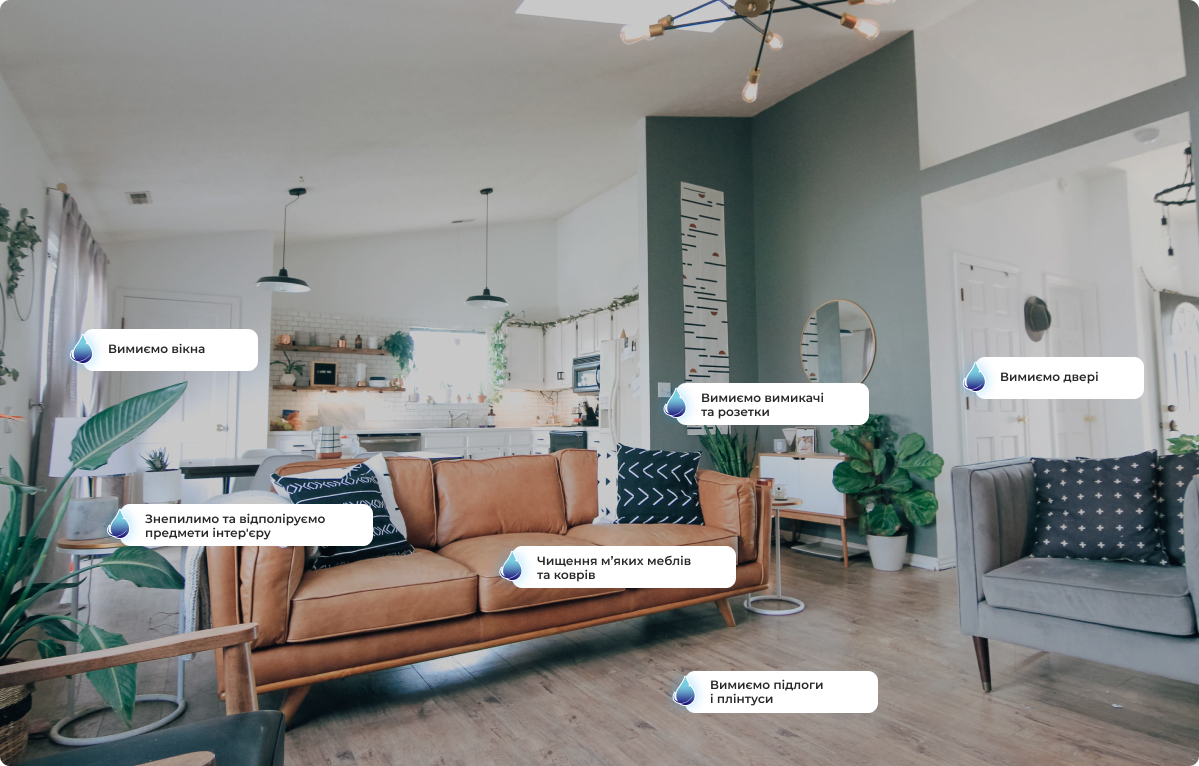 Вимиємо вікна
Вимиємо двері
Вимиємо вимикачі
та розетки
Знепилимо та відполіруємо
предмети інтер'єру
Чищення м’яких меблів
та коврів
Вимиємо підлоги
і плінтуси